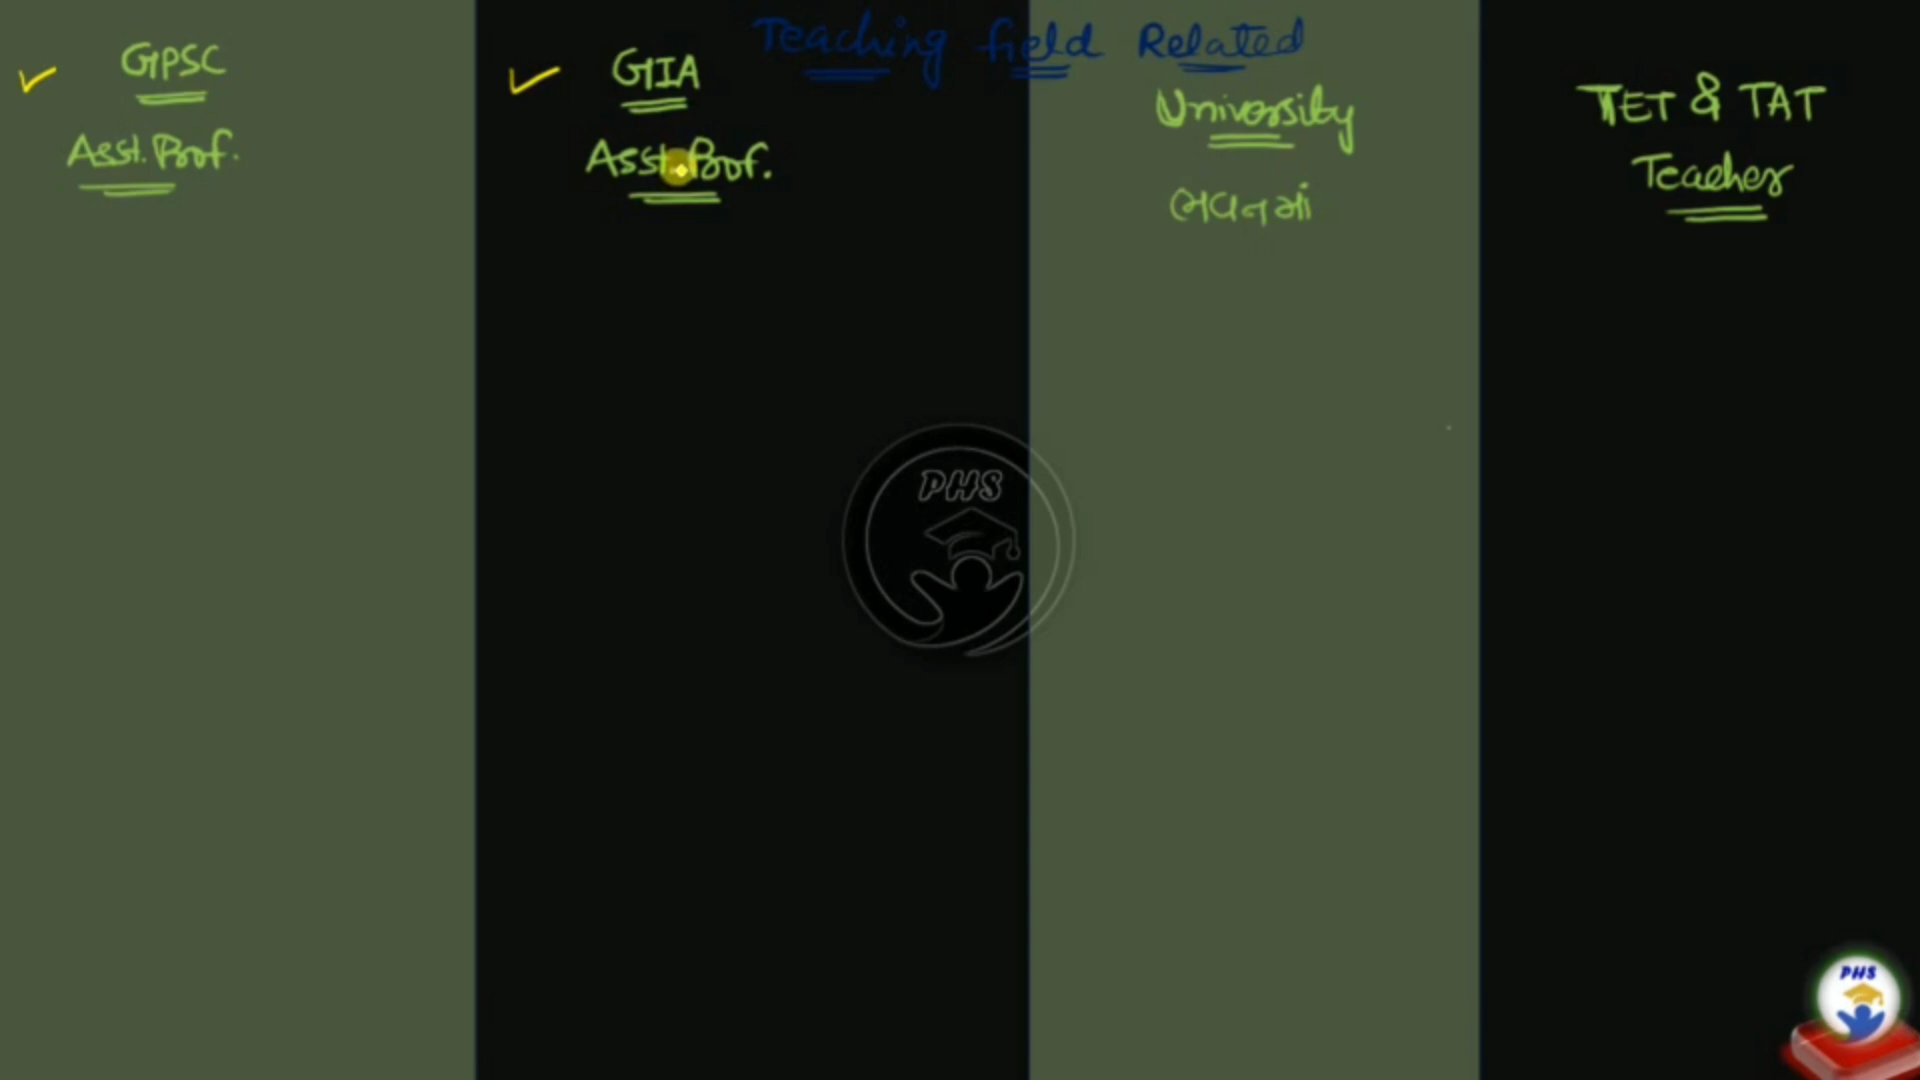 Teaching field Related
GPSC
Asst. Prof.
GIA
Asst. Prof.
University
ભવનમાં
TET & TAT
Teacher
PHS
PHS